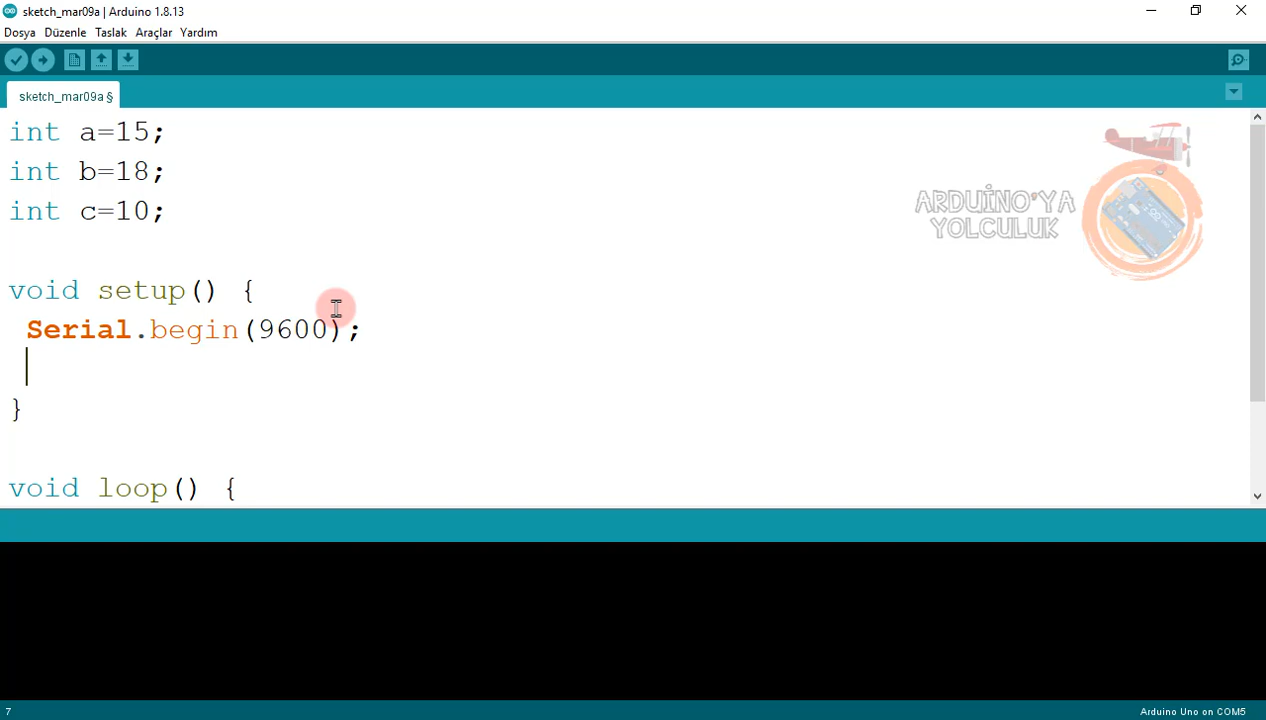 sketch_mar09a | Arduino 1.8.13
Dosya Düzenle Taslak Araçlar Yardım
sketch_mar09a §
int a=15;
int b=18;
int c=10;
ARDUİNO'YA
YOLCULUK
void setup() {
Serial.begin(9600);
}
void loop() {
7
Arduino Uno on COM5